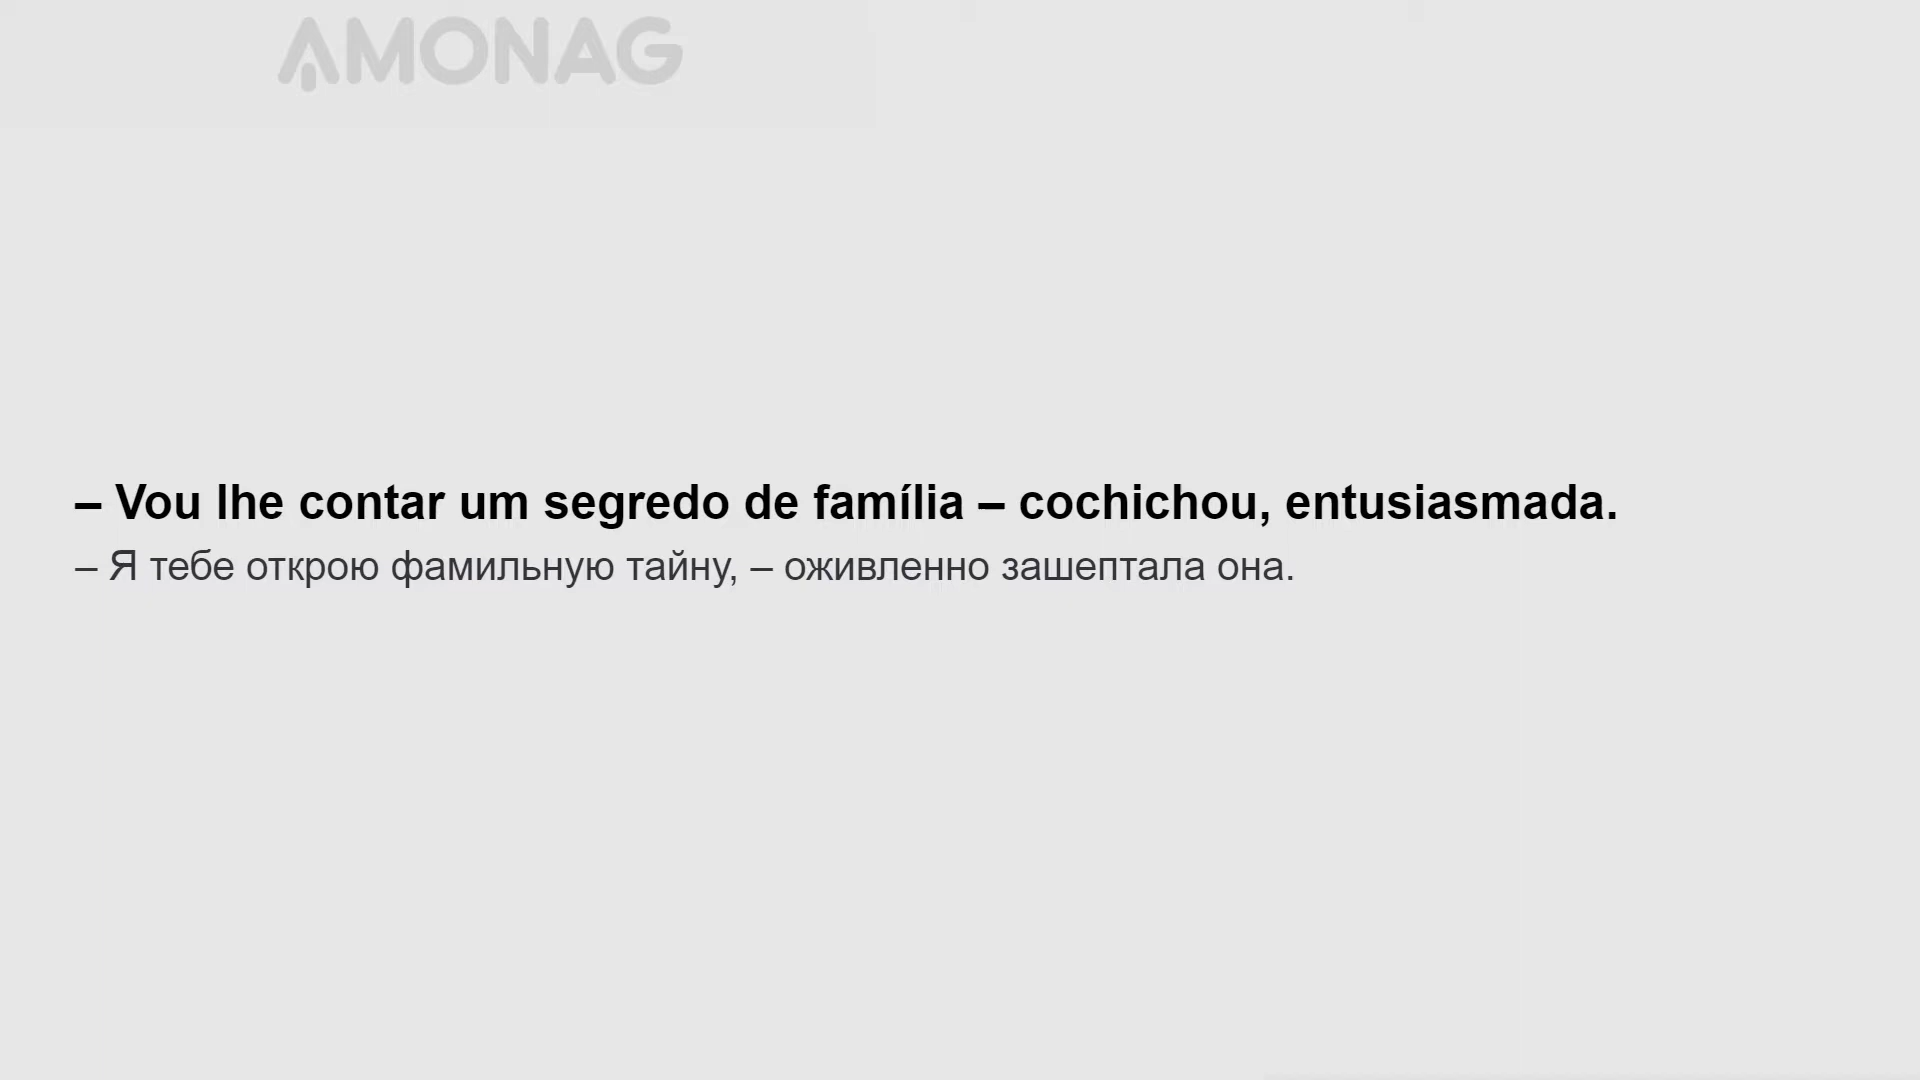 AMONAG
– Vou lhe contar um segredo de família – cochichou, entusiasmada.
– Я тебе открою фамильную тайну, – оживленно зашептала она.